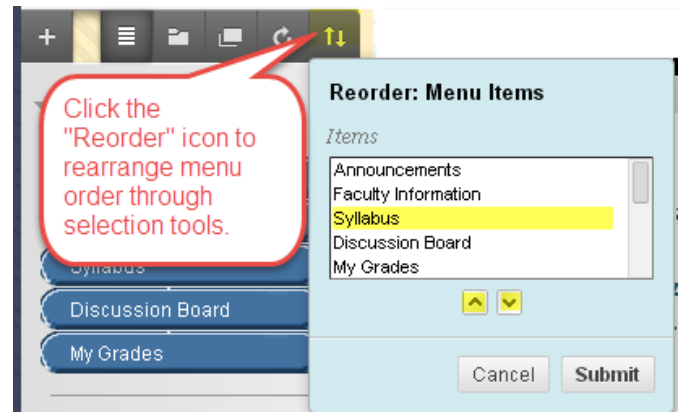 Click the
"Reorder" icon to
rearrange menu
order through
selection tools.
Syllabus
Discussion Board
My Grades
Reorder: Menu Items
Items
Announcements
Faculty Information
Syllabus
Discussion Board
My Grades
Cancel Submit